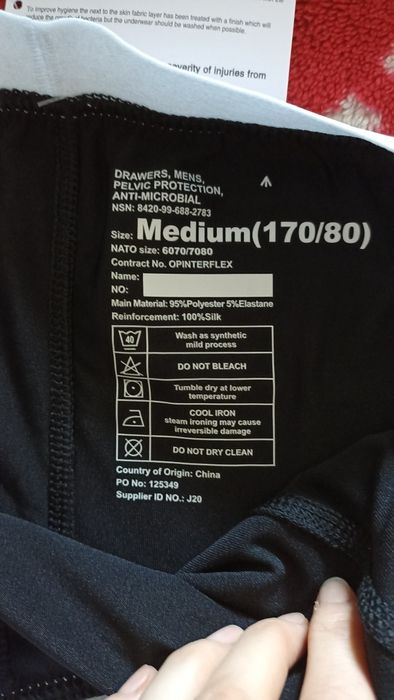 To improve hygiene the next to the skin fabric layer has been treated with a finish which will
reduce the growth of bacteria but the underwear should be washed when possible.
severity of injuries from
DRAWERS, MENS,
PELVIC PROTECTION,
ANTI-MICROBIAL
NSN: 8420-99-688-2783
Size: Medium(170/80)
NATO size: 6070/7080
Contract No. OPINTERFLEX
Name:
NO:
Main Material: 95%Polyester 5%Elastane
Reinforcement: 100%Silk
40 Wash as synthetic
mild process
DO NOT BLEACH
Tumble dry at lower
temperature
COOL IRON
steam ironing may cause
irreversible damage
DO NOT DRY CLEAN
Country of Origin: China
PO No: 125349
Supplier ID NO.: J20